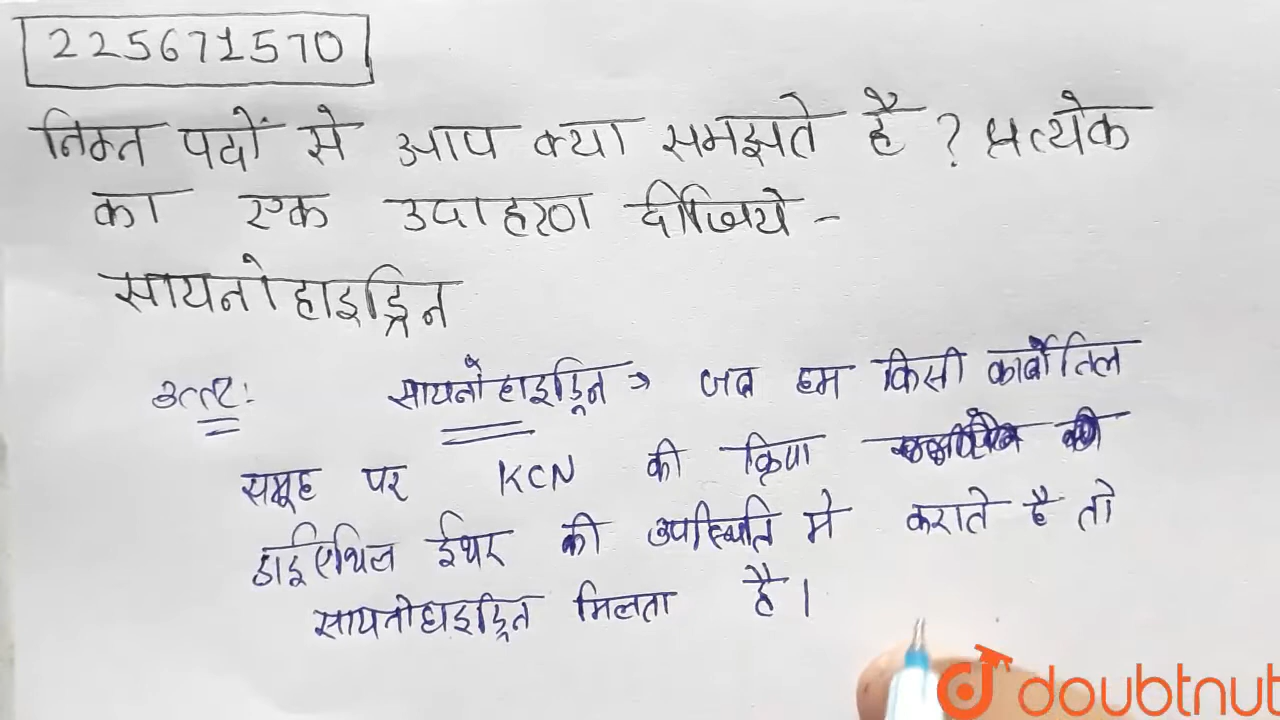 225671570
निम्न पदों से आप क्या समझते है ? प्रत्येक
का एक उदाहरण दीजिये -
सायनोहाइड्रिन
उत्तर: सायनोहाइड्रिन → जब हम किसी कार्बोनिल
समूह पर KCN की क्रिया
डाईएथिल ईथर की उपस्थिति मे कराते है तो
सायनोहाइड्रिन मिलता है।
doubtnut